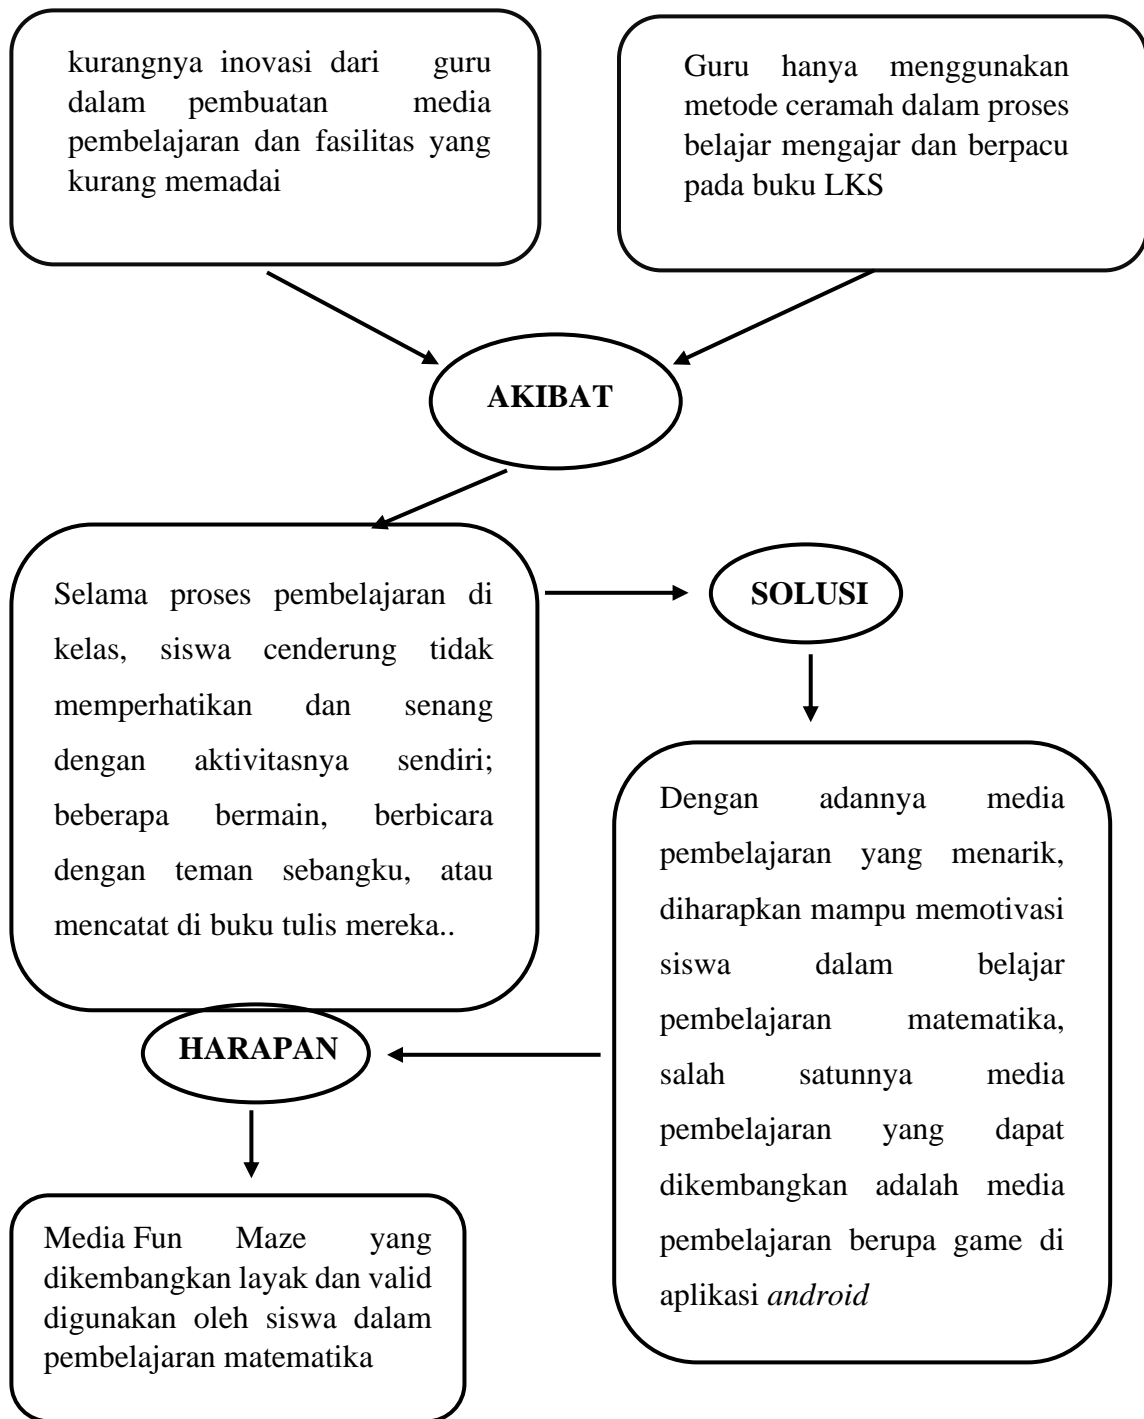 kurangnya inovasi dari guru
dalam pembuatan media
pembelajaran dan fasilitas yang
kurang memadai
Guru hanya menggunakan
metode ceramah dalam proses
belajar mengajar dan berpacu
pada buku LKS
AKIBAT
Selama proses pembelajaran di
kelas, siswa cenderung tidak
memperhatikan dan senang
dengan aktivitasnya sendiri;
beberapa bermain, berbicara
dengan teman sebangku, atau
mencatat di buku tulis mereka..
SOLUSI
Dengan adannya media
pembelajaran yang menarik,
diharapkan mampu memotivasi
siswa dalam belajar
pembelajaran matematika,
salah satunnya media
pembelajaran yang dapat
dikembangkan adalah media
pembelajaran berupa game di
aplikasi android
HARAPAN
Media Fun Maze yang
dikembangkan layak dan valid
digunakan oleh siswa dalam
pembelajaran matematika